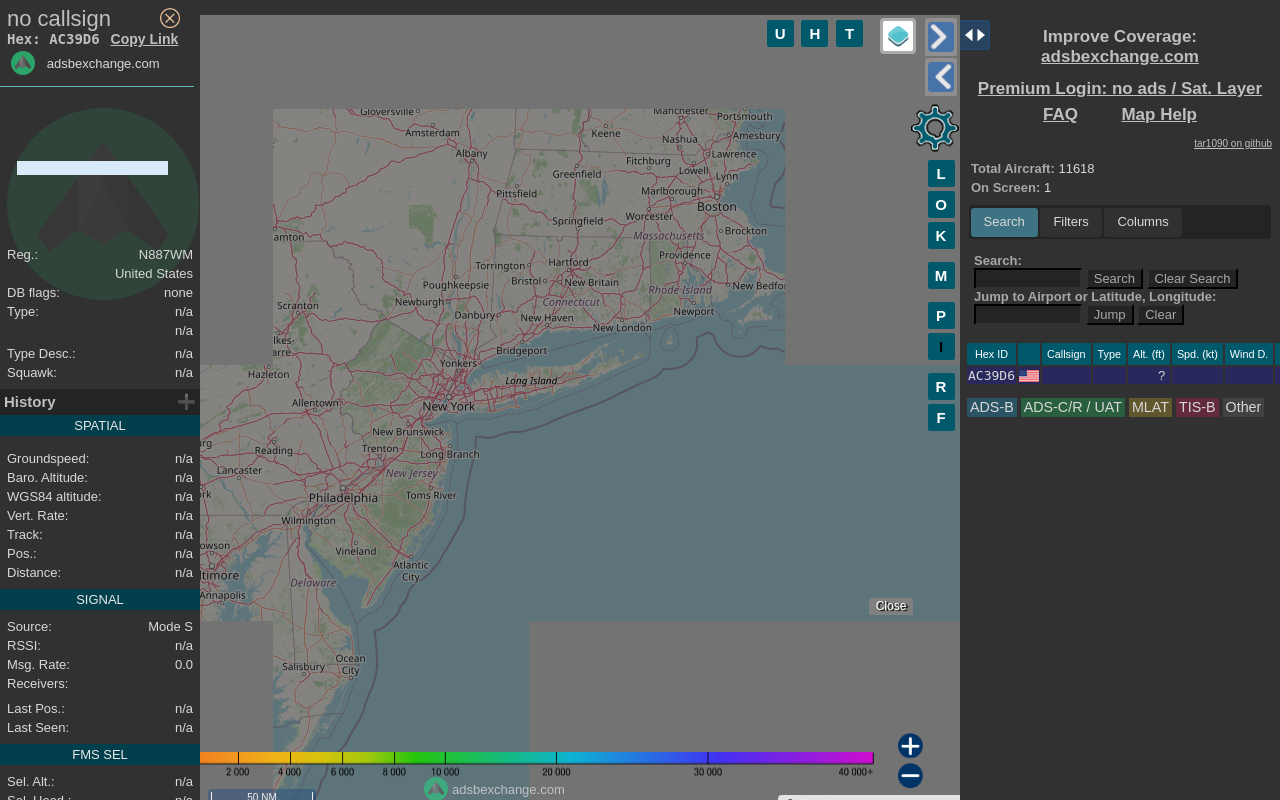 no callsign
Hex: AC39D6 Copy Link
adsbexchange.com
Reg.: N887WM
United States
DB flags: none
Type: n/a
n/a
Type Desc.: n/a
Squawk: n/a
History
SPATIAL
Groundspeed: n/a
Baro. Altitude: n/a
WGS84 altitude: n/a
Vert. Rate: n/a
Track: n/a
Pos.: n/a
Distance: n/a
SIGNAL
Source: Mode S
RSSI: n/a
Msg. Rate: 0.0
Receivers:
Last Pos.: n/a
Last Seen: n/a
FMS SEL
Sel. Alt.: n/a
U H T
L
O
K
M
P
I
R
F
Gloversville
Manchester
Portsmouth
Amsterdam
Keene
Nashua
Amesbury
Albany
Fitchburg
Lawrence
Greenfield
Lowell
Lynn
Pittsfield
Marlborough
Boston
Springfield
Worcester
Massachusetts
Brockton
Providence
Torrington
Hartford
Bristol
New Britain
Poughkeepsie
Rhode Island
New Bedfor
Scranton
Newburgh
Connecticut
Danbury
New Haven
Newport
New London
Bridgeport
Yonkers
Hazleton
Long Island
Allentown
New York
New Brunswick
Reading
Trenton
Long Branch
Lancaster
New Jersey
Philadelphia
Toms River
Wilmington
Vineland
Atlantic
City
Delaware
Annapolis
Ocean
City
Salisbury
Close
2 000 4 000 6 000 8 000 10 000 20 000 30 000 40 000+
adsbexchange.com
50 NM
Improve Coverage:
adsbexchange.com
Premium Login: no ads / Sat. Layer
FAQ Map Help
tar1090 on github
Total Aircraft: 11618
On Screen: 1
Search Filters Columns
Search:
Search Clear Search
Jump to Airport or Latitude, Longitude:
Jump Clear
Hex ID Callsign Type Alt. (ft) Spd. (kt) Wind D.
AC39D6 ?
ADS-B ADS-C/R / UAT MLAT TIS-B Other